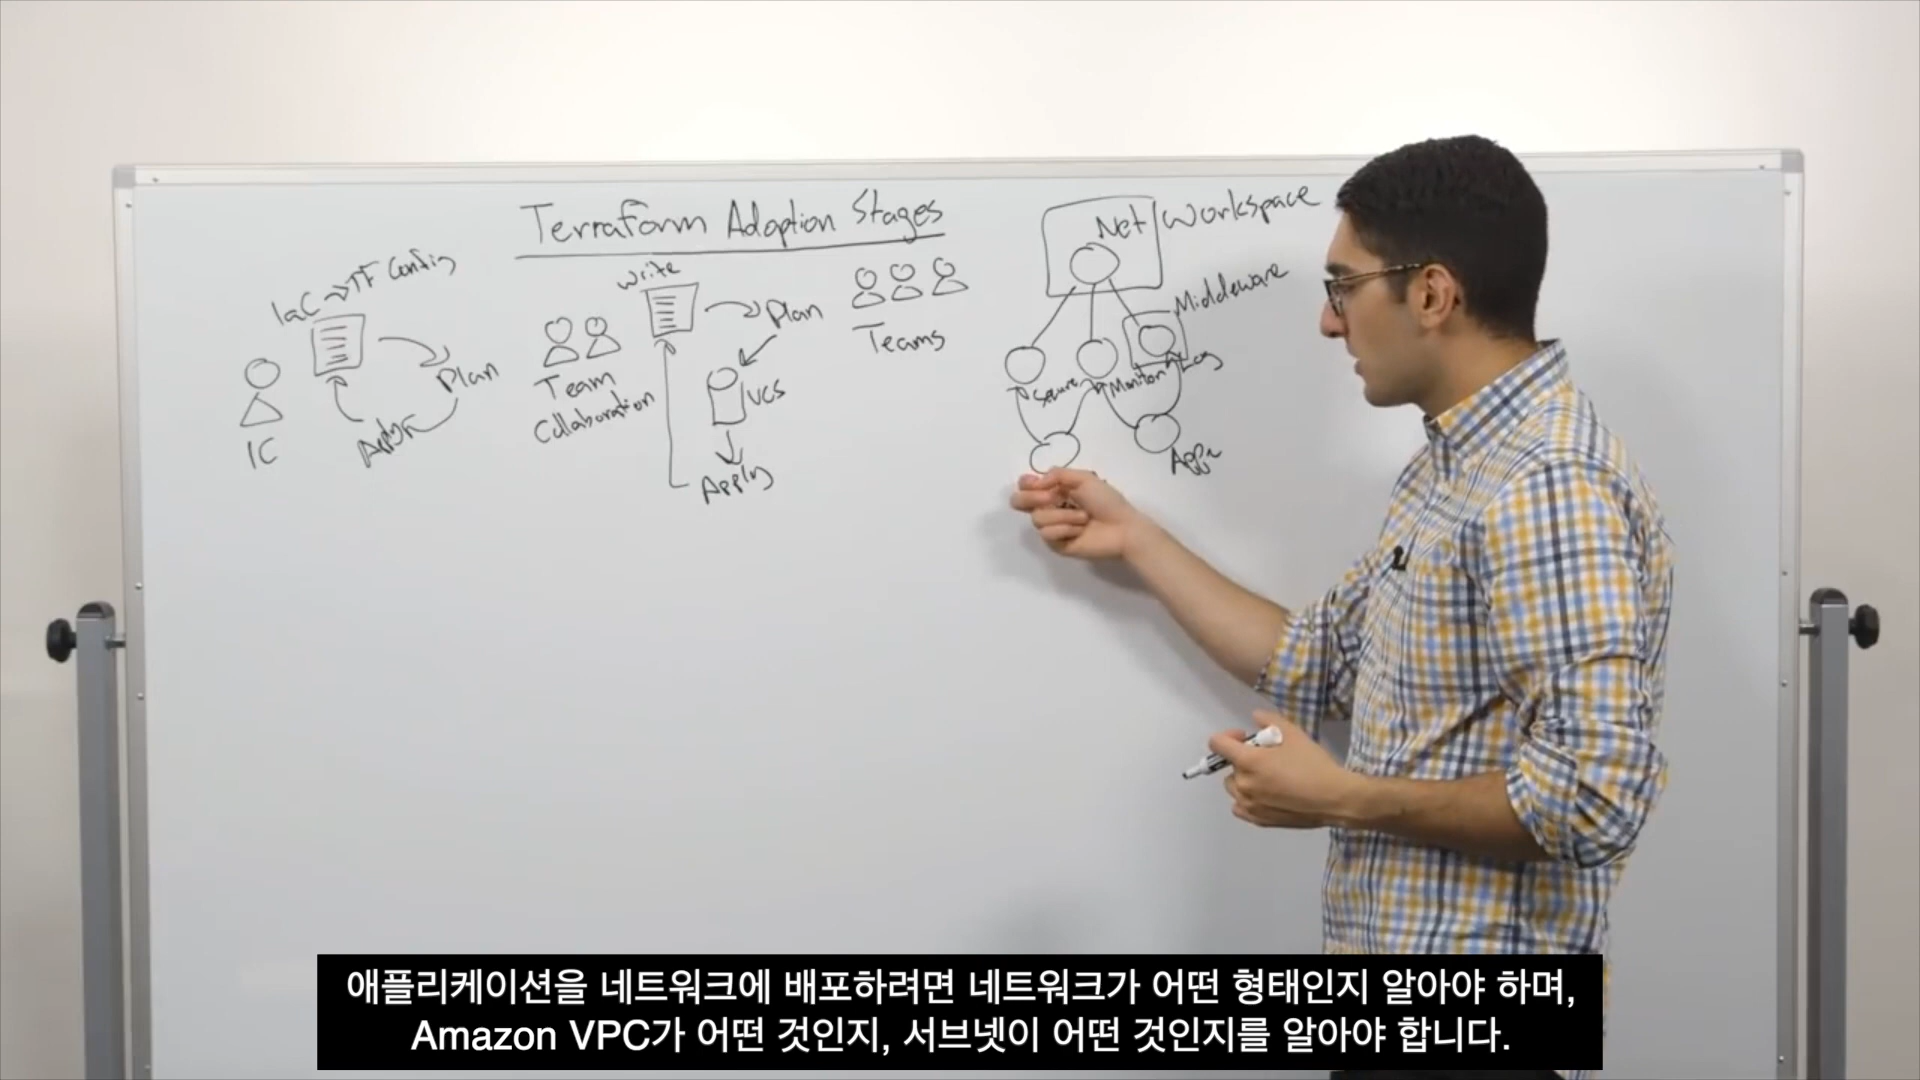 Terraform Adoption Stages
IaC → TF Config
Plan
Apply
IC
Team
Collaboration
write
Plan
VCS
Apply
Teams
Net
Workspace
Middleware
Secure
Monitor
Log
App
애플리케이션을 네트워크에 배포하려면 네트워크가 어떤 형태인지 알아야 하며,
Amazon VPC가 어떤 것인지, 서브넷이 어떤 것인지를 알아야 합니다.